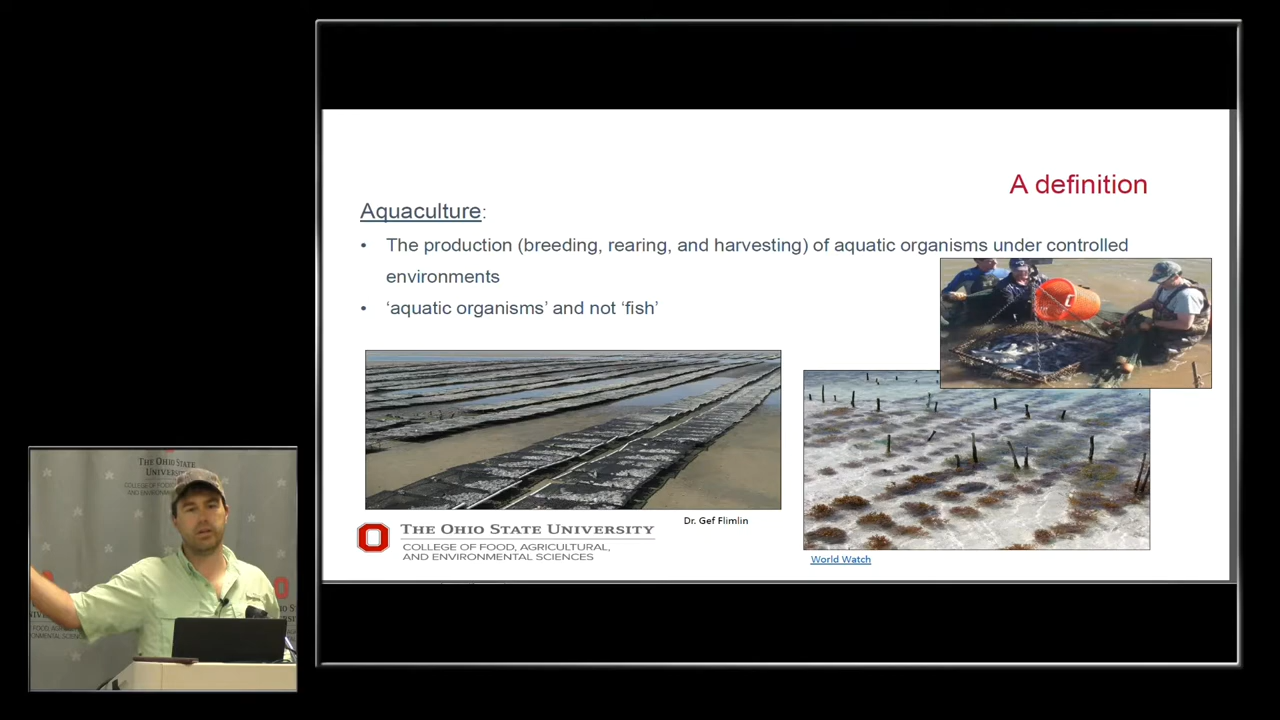 A definition
Aquaculture:
• The production (breeding, rearing, and harvesting) of aquatic organisms under controlled
environments
• ‘aquatic organisms’ and not ‘fish’
Dr. Gef Flimlin
THE OHIO STATE UNIVERSITY
COLLEGE OF FOOD, AGRICULTURAL,
AND ENVIRONMENTAL SCIENCES
World Watch
THE OHIO STATE
UNIVERSITY